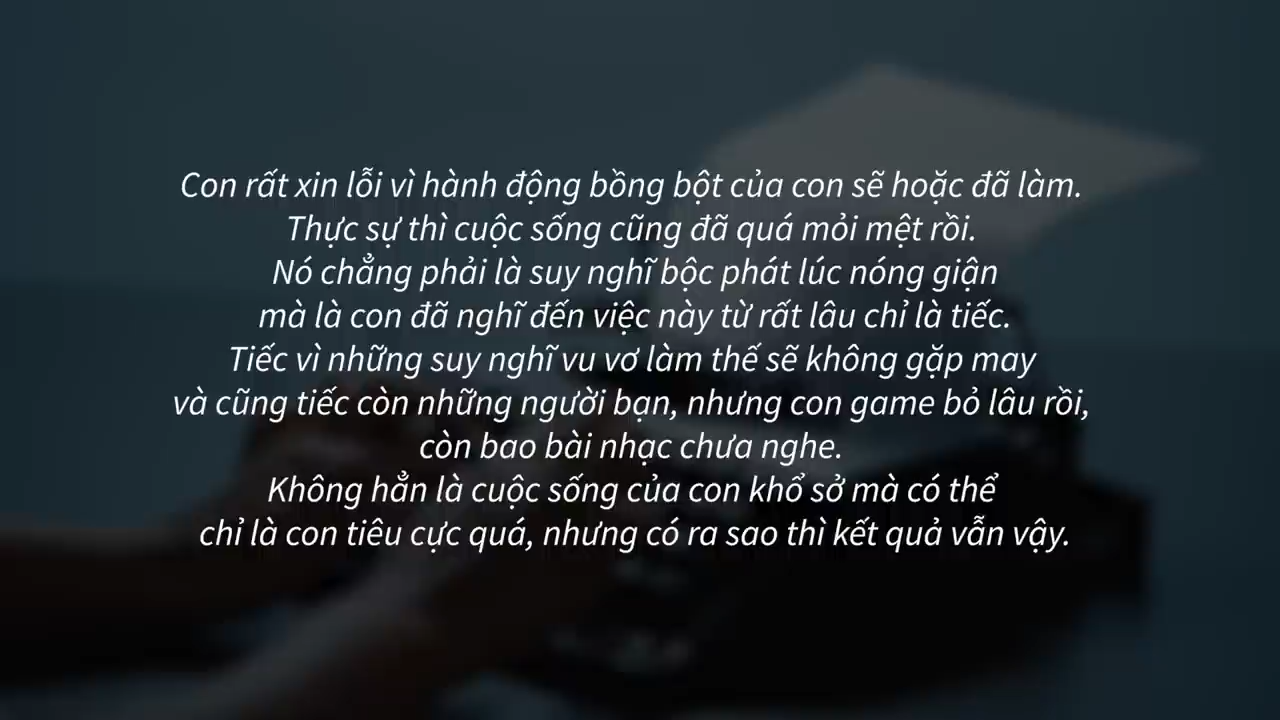 Con rất xin lỗi vì hành động bồng bột của con sẽ hoặc đã làm.
Thực sự thì cuộc sống cũng đã quá mỏi mệt rồi.
Nó chẳng phải là suy nghĩ bộc phát lúc nóng giận
mà là con đã nghĩ đến việc này từ rất lâu chỉ là tiếc.
Tiếc vì những suy nghĩ vu vơ làm thế sẽ không gặp may
và cũng tiếc còn những người bạn, nhưng con game bỏ lâu rồi,
còn bao bài nhạc chưa nghe.
Không hẳn là cuộc sống của con khổ sở mà có thể
chỉ là con tiêu cực quá, nhưng có ra sao thì kết quả vẫn vậy.